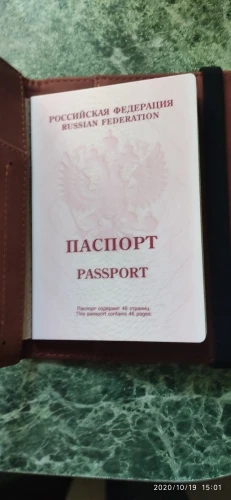 РОССИЙСКАЯ ФЕДЕРАЦИЯ
RUSSIAN FEDERATION
ПАСПОРТ
PASSPORT
Паспорт содержит 46 страниц.
This passport contains 46 pages.
2020/10/19 15:01